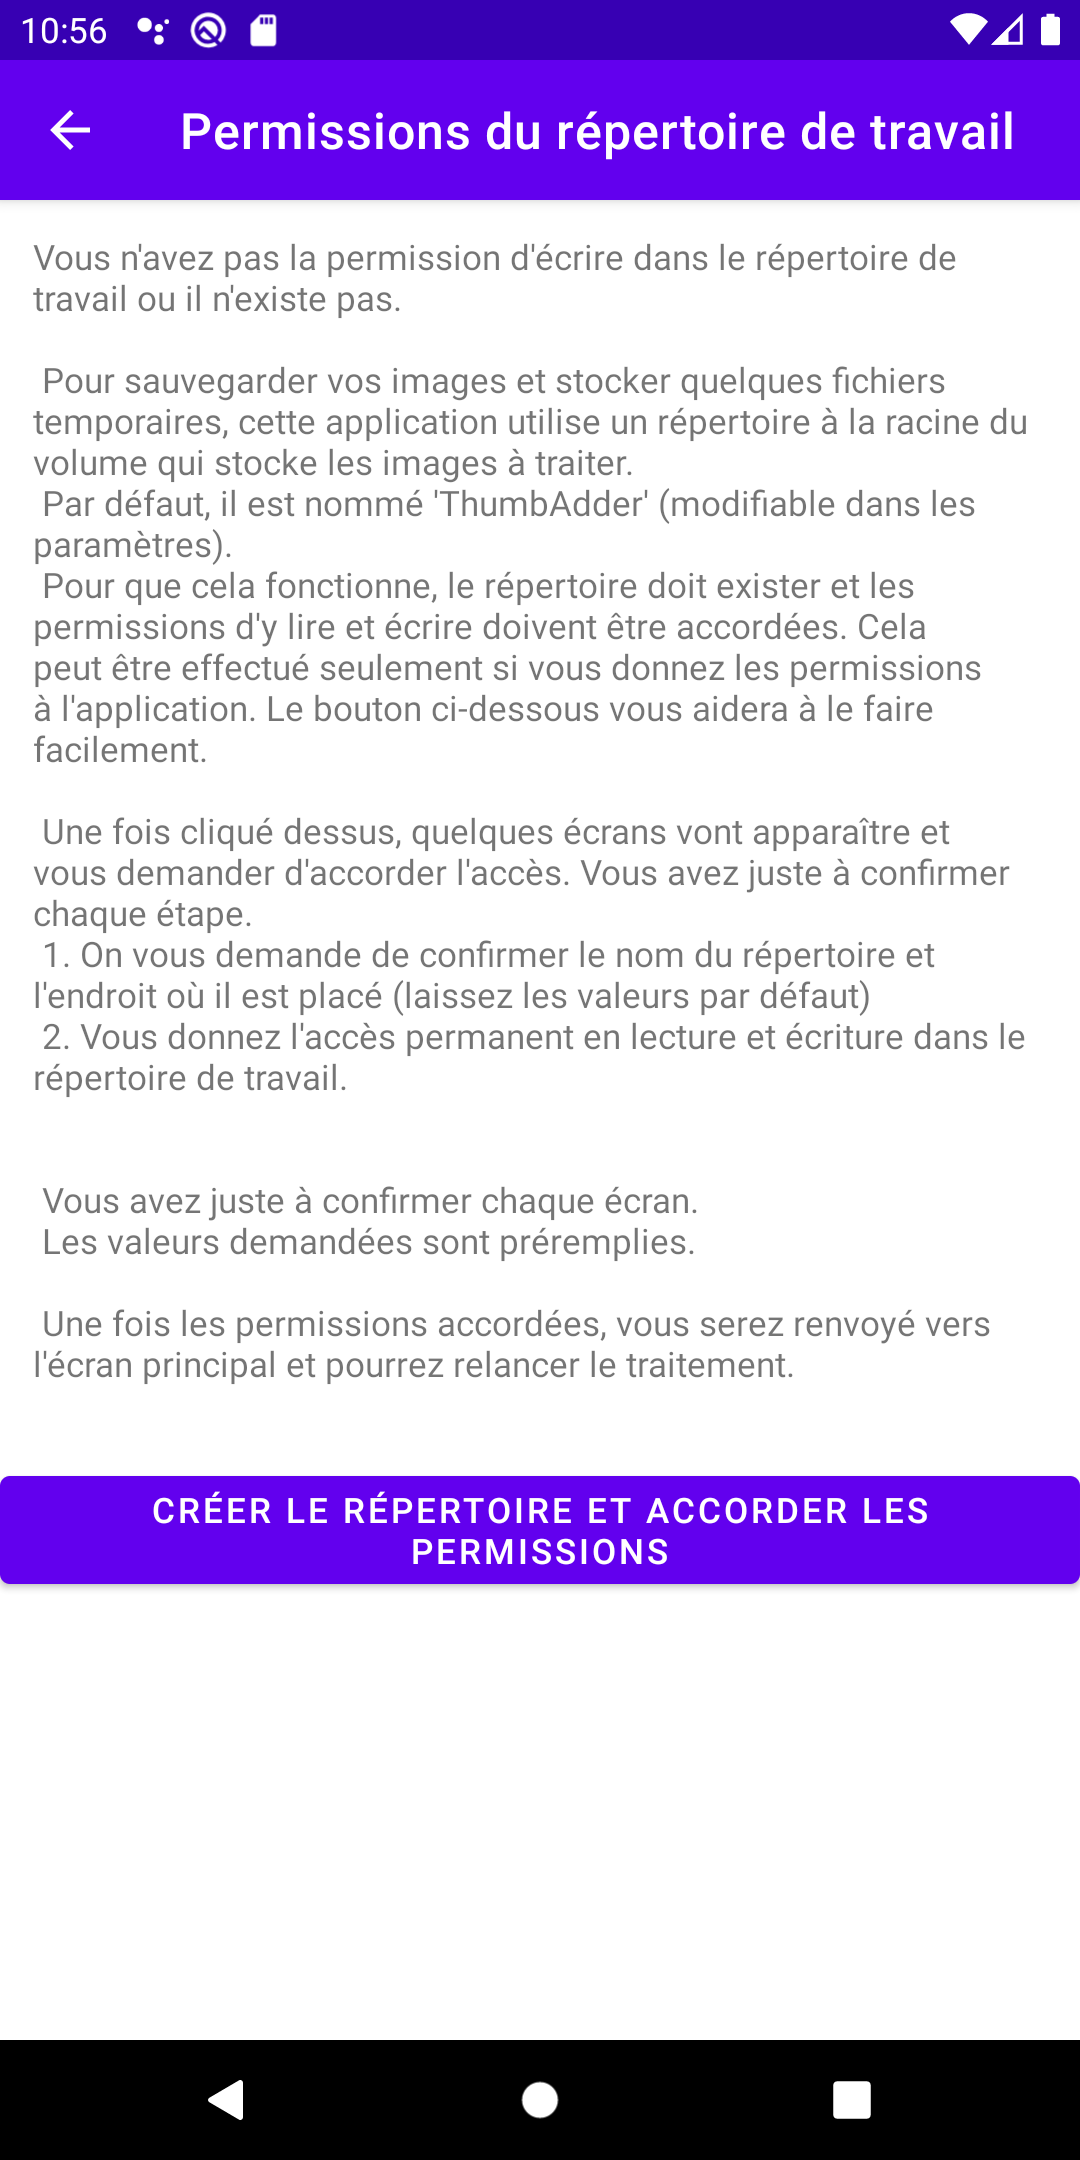 10:56
Permissions du répertoire de travail
Vous n'avez pas la permission d'écrire dans le répertoire de
travail ou il n'existe pas.
Pour sauvegarder vos images et stocker quelques fichiers
temporaires, cette application utilise un répertoire à la racine du
volume qui stocke les images à traiter.
Par défaut, il est nommé 'ThumbAdder' (modifiable dans les
paramètres).
Pour que cela fonctionne, le répertoire doit exister et les
permissions d'y lire et écrire doivent être accordées. Cela
peut être effectué seulement si vous donnez les permissions
à l'application. Le bouton ci-dessous vous aidera à le faire
facilement.
Une fois cliqué dessus, quelques écrans vont apparaître et
vous demander d'accorder l'accès. Vous avez juste à confirmer
chaque étape.
1. On vous demande de confirmer le nom du répertoire et
l'endroit où il est placé (laissez les valeurs par défaut)
2. Vous donnez l'accès permanent en lecture et écriture dans le
répertoire de travail.
Vous avez juste à confirmer chaque écran.
Les valeurs demandées sont préremplies.
Une fois les permissions accordées, vous serez renvoyé vers
l'écran principal et pourrez relancer le traitement.
CRÉER LE RÉPERTOIRE ET ACCORDER LES
PERMISSIONS